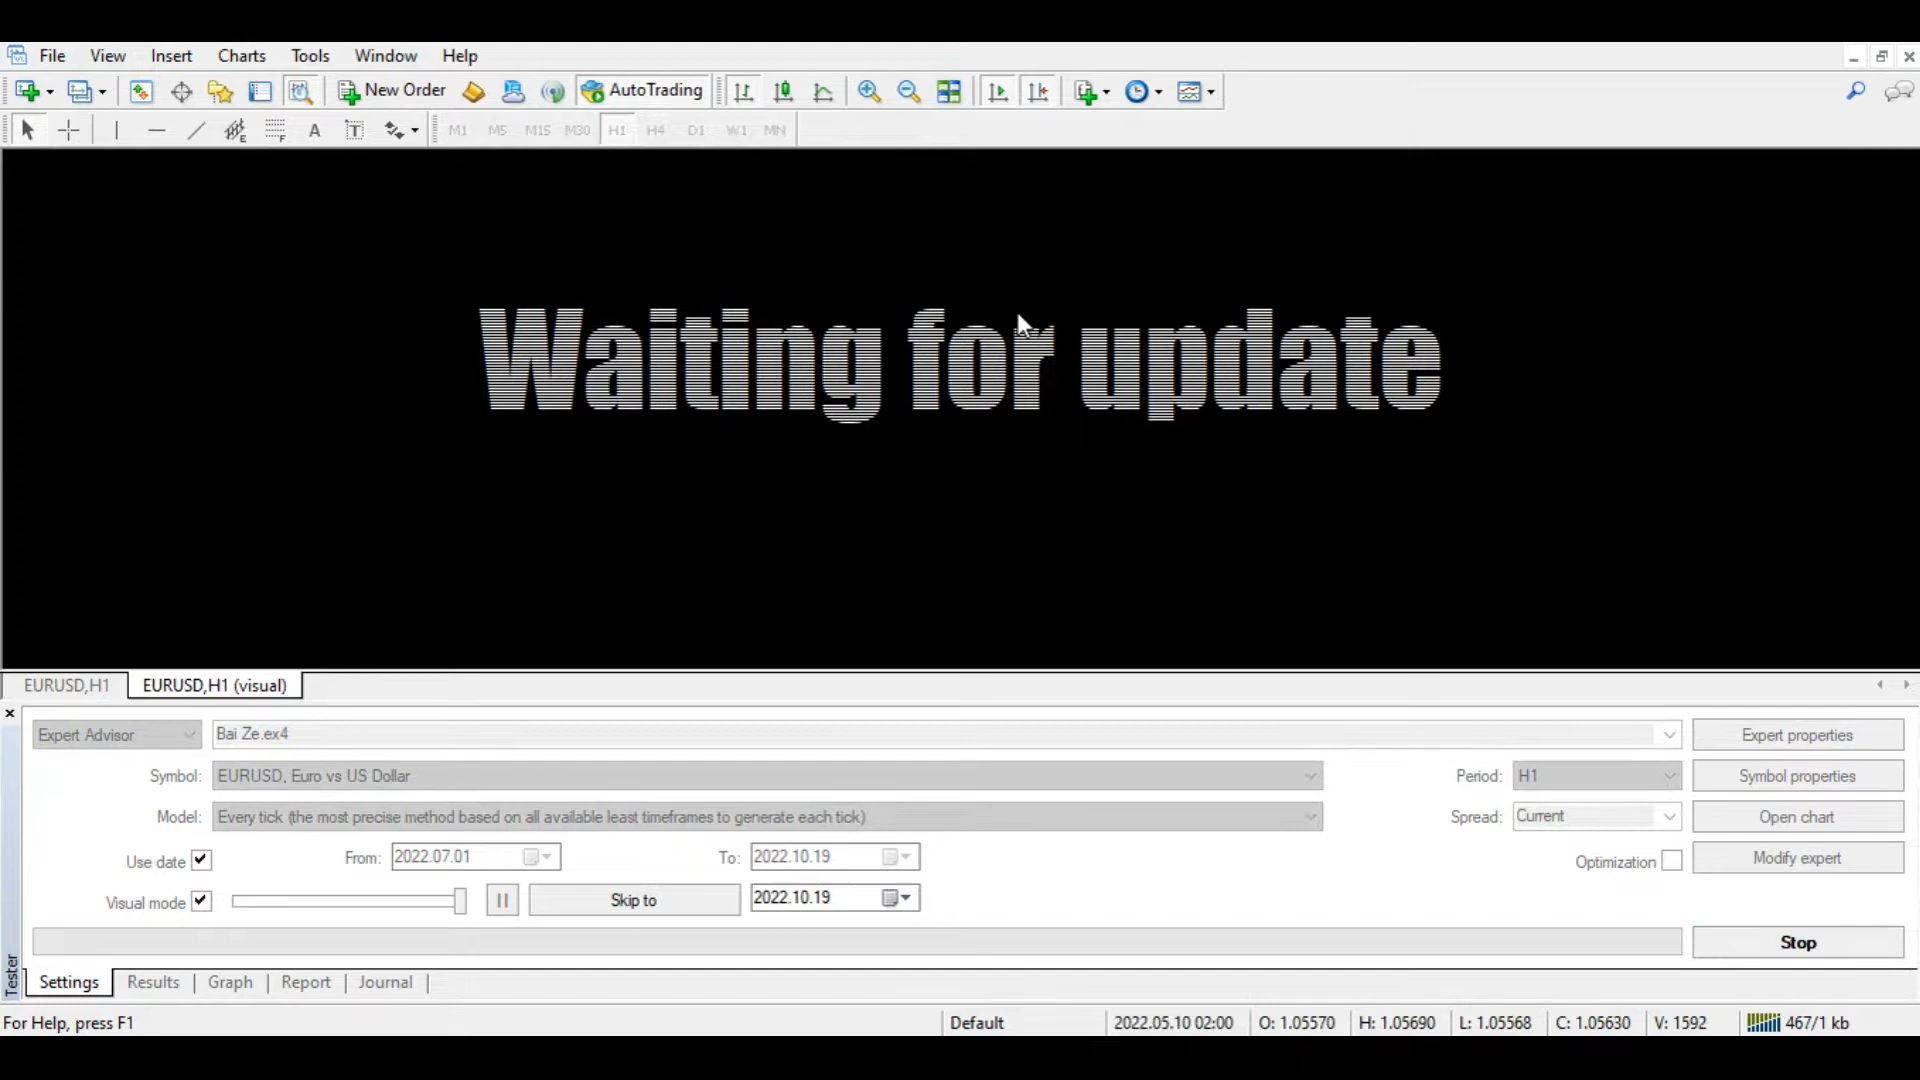 File View Insert Charts Tools Window Help
New Order AutoTrading
E F A T M1 M5 M15 M30 H1 H4 D1 W1 MN
Waiting for update
EURUSD,H1 EURUSD,H1 (visual)
Expert Advisor Bai Ze.ex4 Expert properties
Symbol: EURUSD, Euro vs US Dollar Period: H1 Symbol properties
Model: Every tick (the most precise method based on all available least timeframes to generate each tick) Spread: Current Open chart
Use date From: 2022.07.01 To: 2022.10.19 Optimization Modify expert
Visual mode Skip to 2022.10.19
Stop
Tester
Settings Results Graph Report Journal
For Help, press F1 Default 2022.05.10 02:00 O: 1.05570 H: 1.05690 L: 1.05568 C: 1.05630 V: 1592 467/1 kb